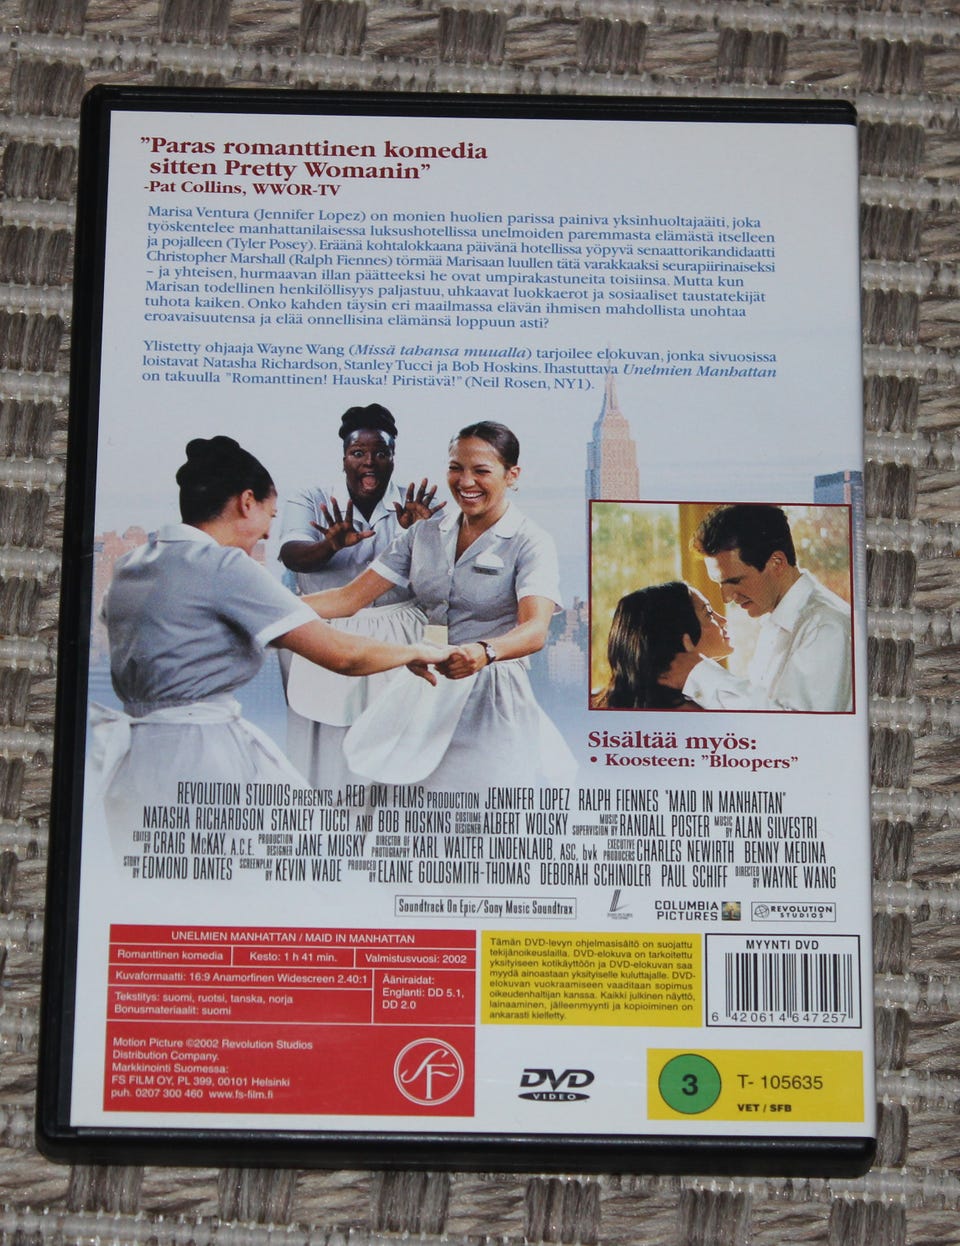 ”Paras romanttinen komedia
sitten Pretty Womanin”
-Pat Collins, WWOR-TV
Marisa Ventura (Jennifer Lopez) on monien huolien parissa painiva yksinhuoltajaäiti, joka
työskentelee manhattanilaisessa luksushotellissa unelmoiden paremmasta elämästä itselleen
ja pojalleen (Tyler Posey). Eräänä kohtalokkaana päivänä hotellissa yöpyvä senaattorikandidaatti
Christopher Marshall (Ralph Fiennes) törmää Marisaan luullen tätä varakkaaksi seurapiirinaiseksi
– ja yhteisen, hurmaavan illan päätteeksi he ovat umpirakastuneita toisiinsa. Mutta kun
Marisan todellinen henkilöllisyys paljastuu, uhkaavat luokkaerot ja sosiaaliset taustatekijät
tuhota kaiken. Onko kahden täysin eri maailmassa elävän ihmisen mahdollista unohtaa
eroavaisuutensa ja elää onnellisina elämänsä loppuun asti?
Ylistetty ohjaaja Wayne Wang (Missä tahansa muualla) tarjoilee elokuvan, jonka sivuosissa
loistavat Natasha Richardson, Stanley Tucci ja Bob Hoskins. Ihastuttava Unelmien Manhattan
on takuulla ”Romanttinen! Hauska! Piristävä!” (Neil Rosen, NY1).
Sisältää myös:
• Koosteen: ”Bloopers”
REVOLUTION STUDIOS PRESENTS A RED OM FILMS PRODUCTION JENNIFER LOPEZ RALPH FIENNES "MAID IN MANHATTAN"
NATASHA RICHARDSON STANLEY TUCCI AND BOB HOSKINS COSTUME DESIGNER ALBERT WOLSKY MUSIC SUPERVISION BY RANDALL POSTER MUSIC BY ALAN SILVESTRI
EDITED BY CRAIG McKAY, A.C.E. PRODUCTION DESIGNER JANE MUSKY DIRECTOR OF PHOTOGRAPHY KARL WALTER LINDENLAUB, ASC, bvk EXECUTIVE PRODUCERS CHARLES NEWIRTH BENNY MEDINA
STORY BY EDMOND DANTES SCREENPLAY BY KEVIN WADE PRODUCED BY ELAINE GOLDSMITH-THOMAS DEBORAH SCHINDLER PAUL SCHIFF DIRECTED BY WAYNE WANG
Soundtrack On Epic/Sony Music Soundtrax
COLUMBIA
PICTURES
REVOLUTION
STUDIOS
UNELMIEN MANHATTAN / MAID IN MANHATTAN
Romanttinen komedia Kesto: 1 h 41 min. Valmistusvuosi: 2002
Kuvaformaatti: 16:9 Anamorfinen Widescreen 2.40:1
Tekstitys: suomi, ruotsi, tanska, norja
Bonusmateriaalit: suomi
Ääniraidat:
Englanti: DD 5.1,
DD 2.0
Motion Picture ©2002 Revolution Studios
Distribution Company.
Markkinointi Suomessa:
FS FILM OY, PL 399, 00101 Helsinki
puh. 0207 300 460 www.fs-film.fi
SF
Tämän DVD-levyn ohjelmasisältö on suojattu
tekijänoikeuslailla. DVD-elokuva on tarkoitettu
yksityiseen kotikäyttöön ja DVD-elokuvan saa
myydä ainoastaan yksityiselle kuluttajalle. DVD-
elokuvan vuokraamiseen vaaditaan sopimus
oikeudenhaltijan kanssa. Kaikki julkinen näyttö,
lainaaminen, jälleenmyynti ja kopioiminen on
ankarasti kielletty.
MYYNTI DVD
6 420614 647257
DVD
VIDEO
3
T- 105635
VET / SFB